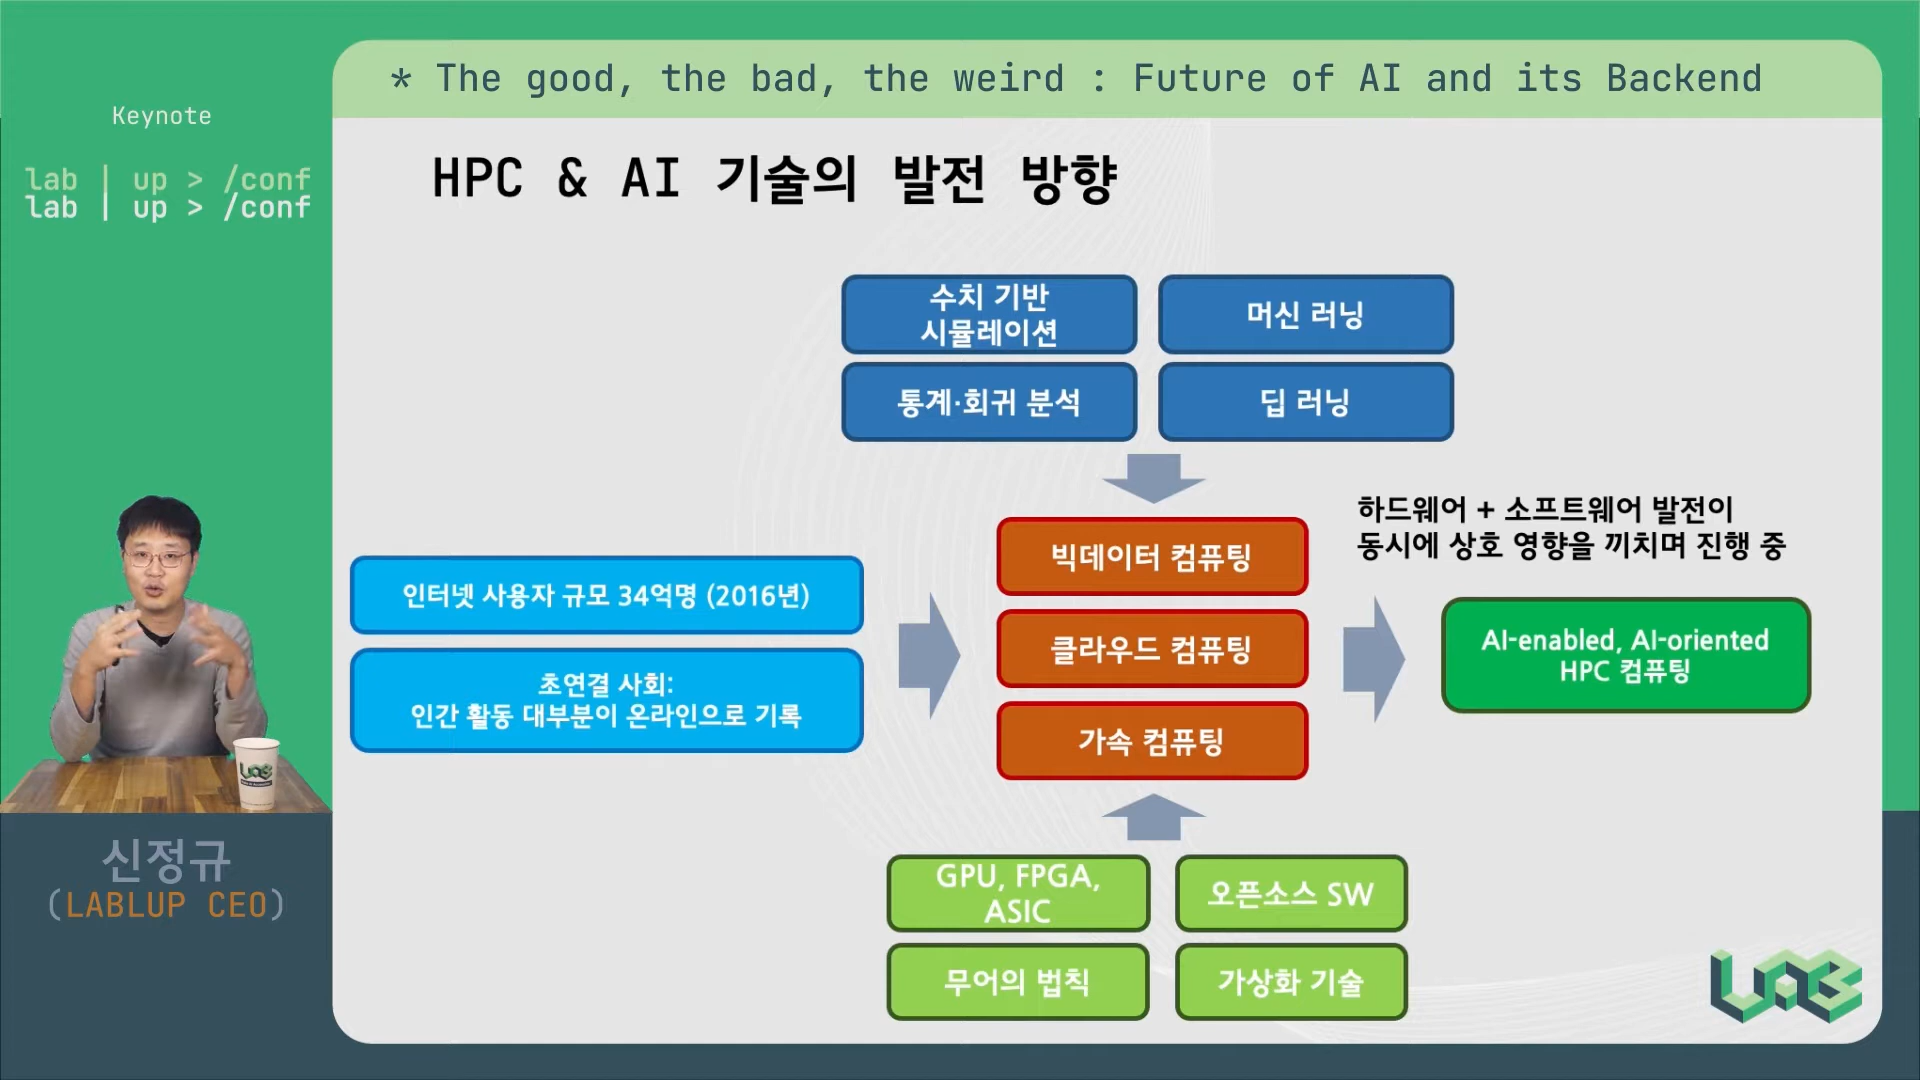 * The good, the bad, the weird : Future of AI and its Backend
Keynote
lab | up > /conf
lab | up > /conf
HPC & AI 기술의 발전 방향
수치 기반
시뮬레이션
머신 러닝
통계·회귀 분석
딥 러닝
하드웨어 + 소프트웨어 발전이
동시에 상호 영향을 끼치며 진행 중
인터넷 사용자 규모 34억명 (2016년)
초연결 사회:
인간 활동 대부분이 온라인으로 기록
빅데이터 컴퓨팅
클라우드 컴퓨팅
가속 컴퓨팅
AI-enabled, AI-oriented
HPC 컴퓨팅
GPU, FPGA,
ASIC
오픈소스 SW
무어의 법칙
가상화 기술
신정규
(LABLUP CEO)
LAB
LAB